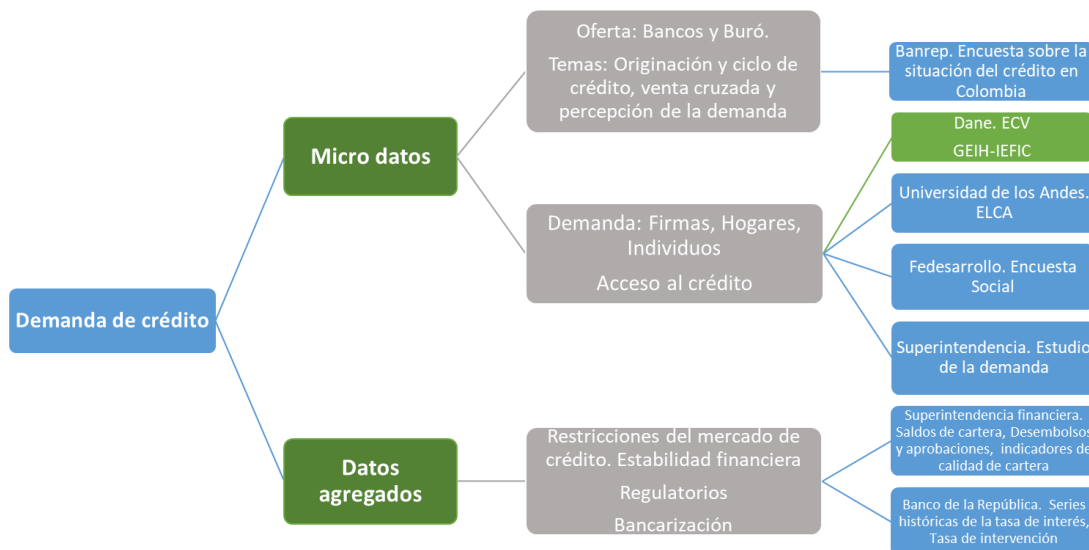 Demanda de crédito
Micro datos
Oferta: Bancos y Buró.
Temas: Originación y ciclo de
crédito, venta cruzada y
percepción de la demanda
Banrep. Encuesta sobre la
situación del crédito en
Colombia
Demanda: Firmas, Hogares,
Individuos
Acceso al crédito
Dane. ECV
GEIH-IEFIC
Universidad de los Andes.
ELCA
Fedesarrollo. Encuesta
Social
Superintendencia. Estudio
de la demanda
Datos
agregados
Restricciones del mercado de
crédito. Estabilidad financiera
Regulatorios
Bancarización
Superintendencia financiera.
Saldos de cartera, Desembolsos
y aprobaciones, indicadores de
calidad de cartera
Banco de la República. Series
históricas de la tasa de interés,
Tasa de intervención